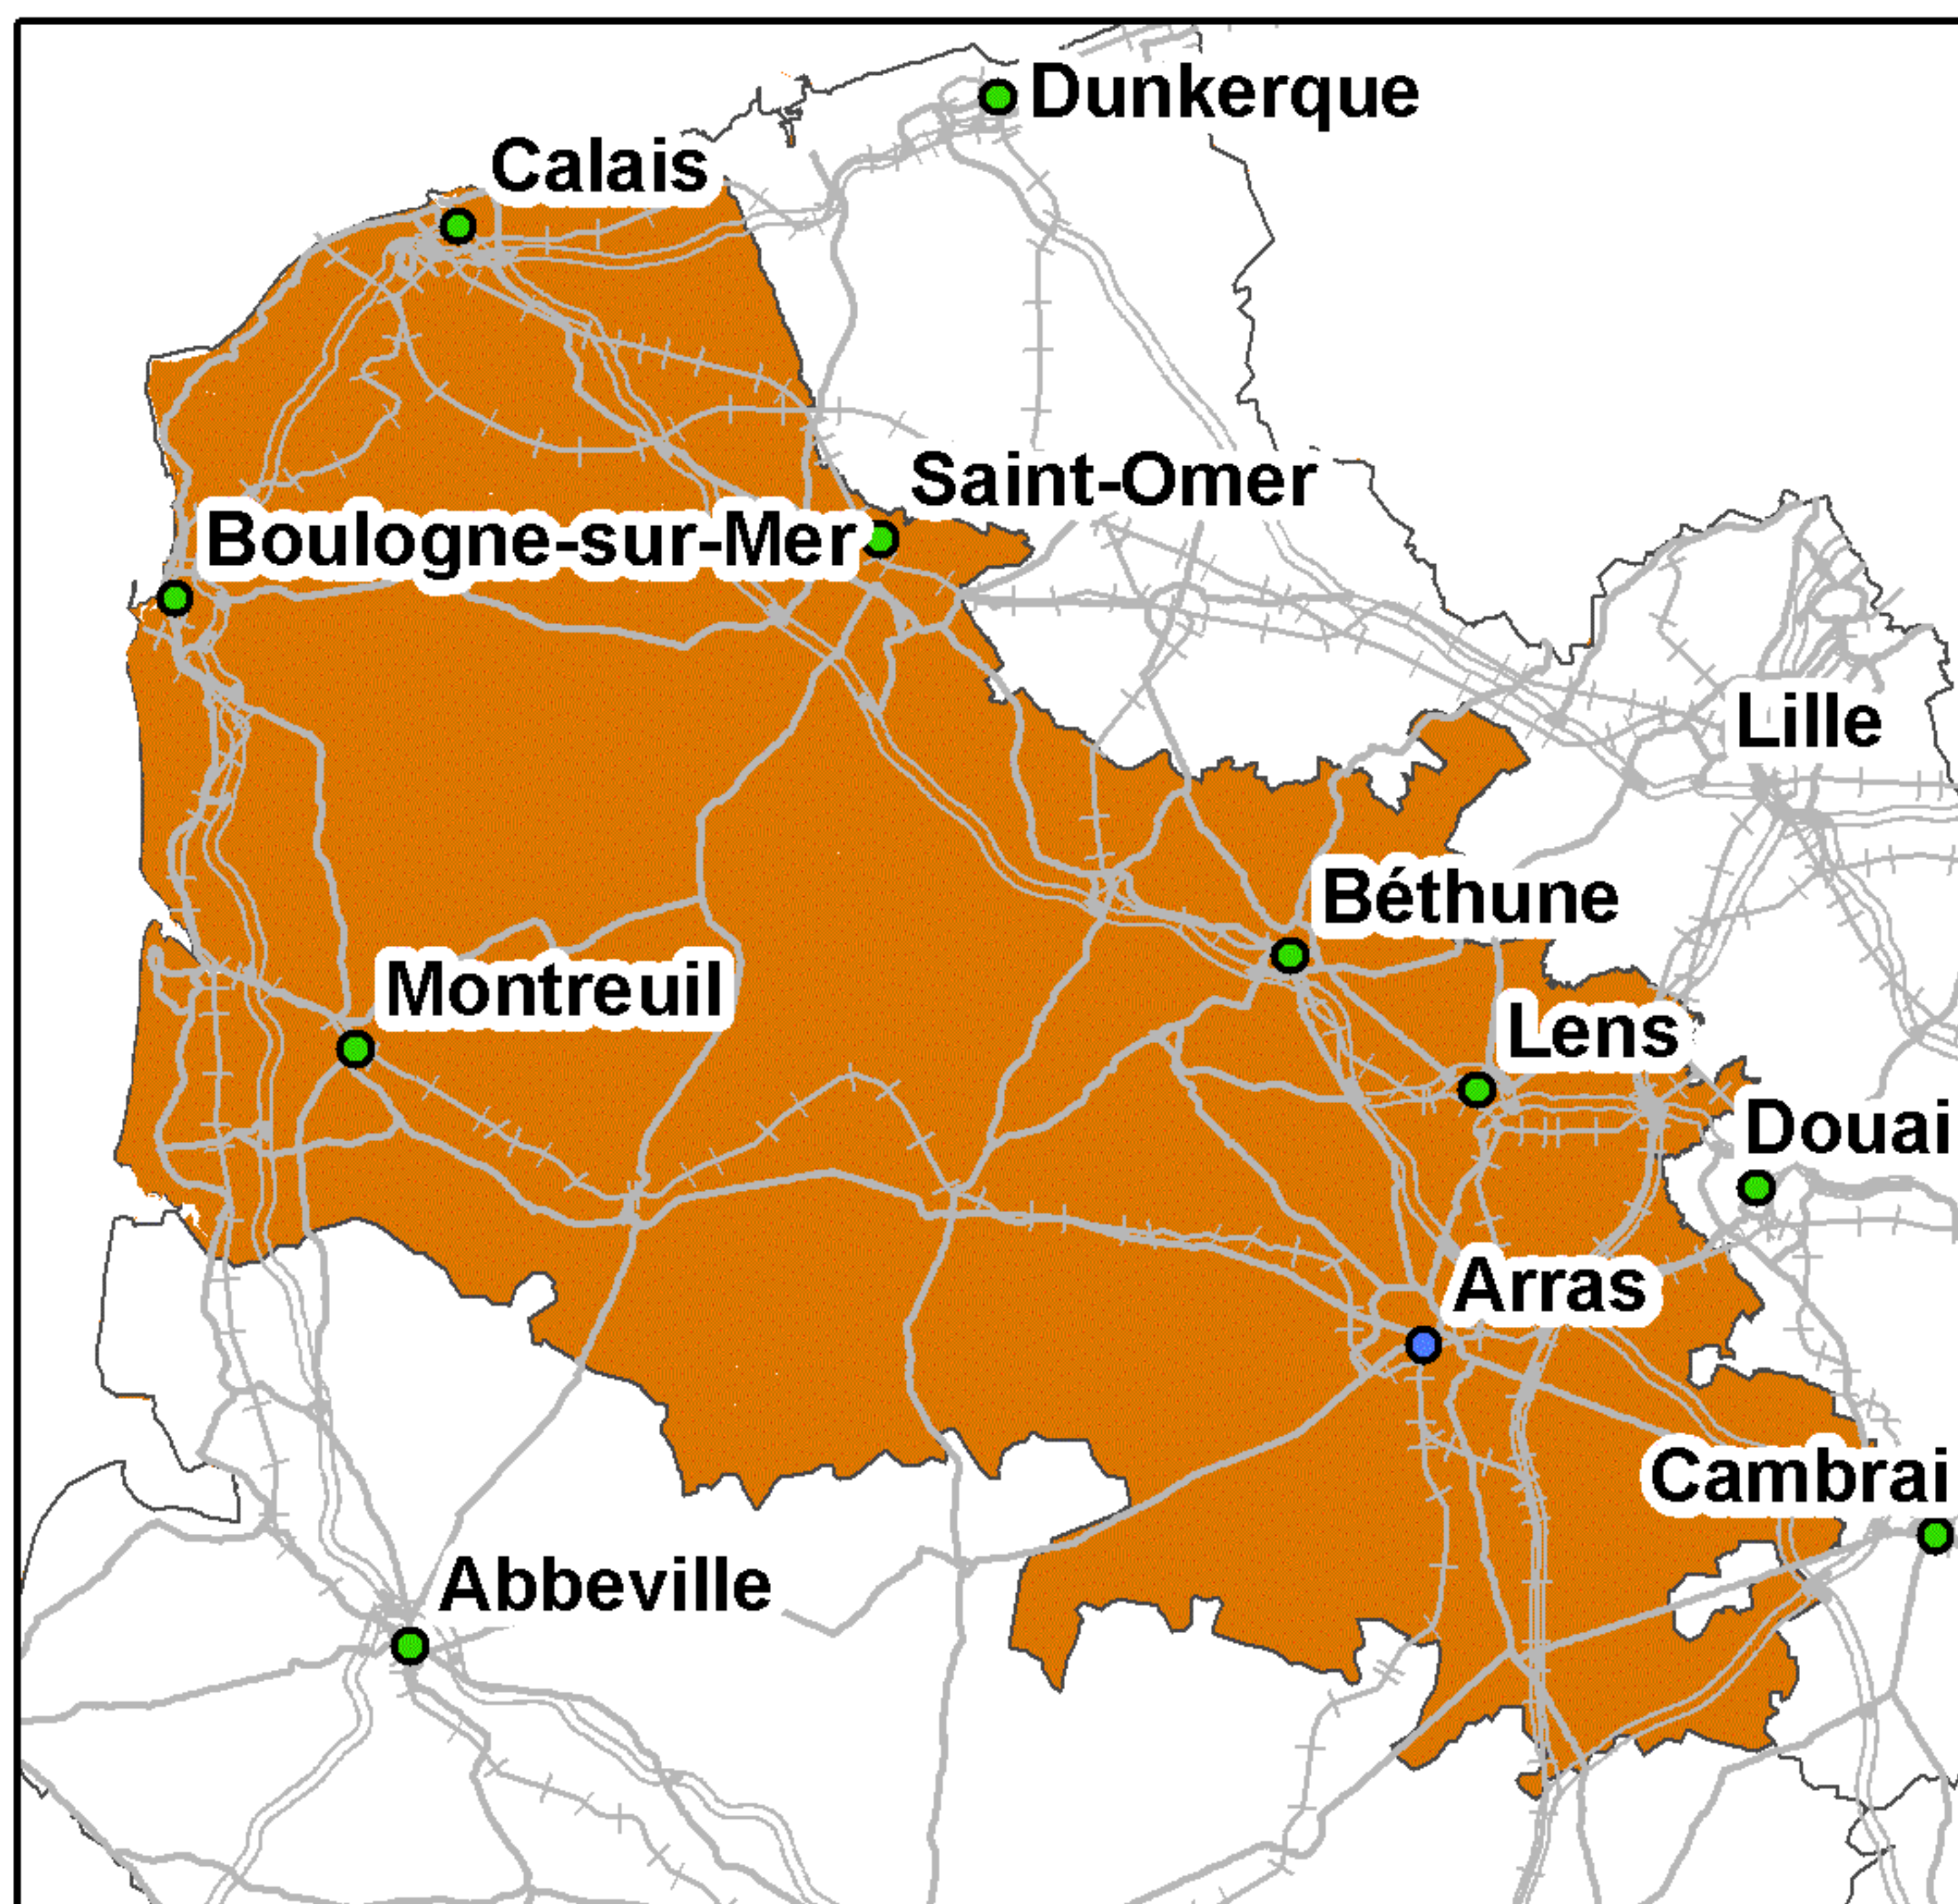 Dunkerque
Calais
Saint-Omer
Boulogne-sur-Mer
Lille
Béthune
Montreuil
Lens
Douai
Arras
Cambrai
Abbeville